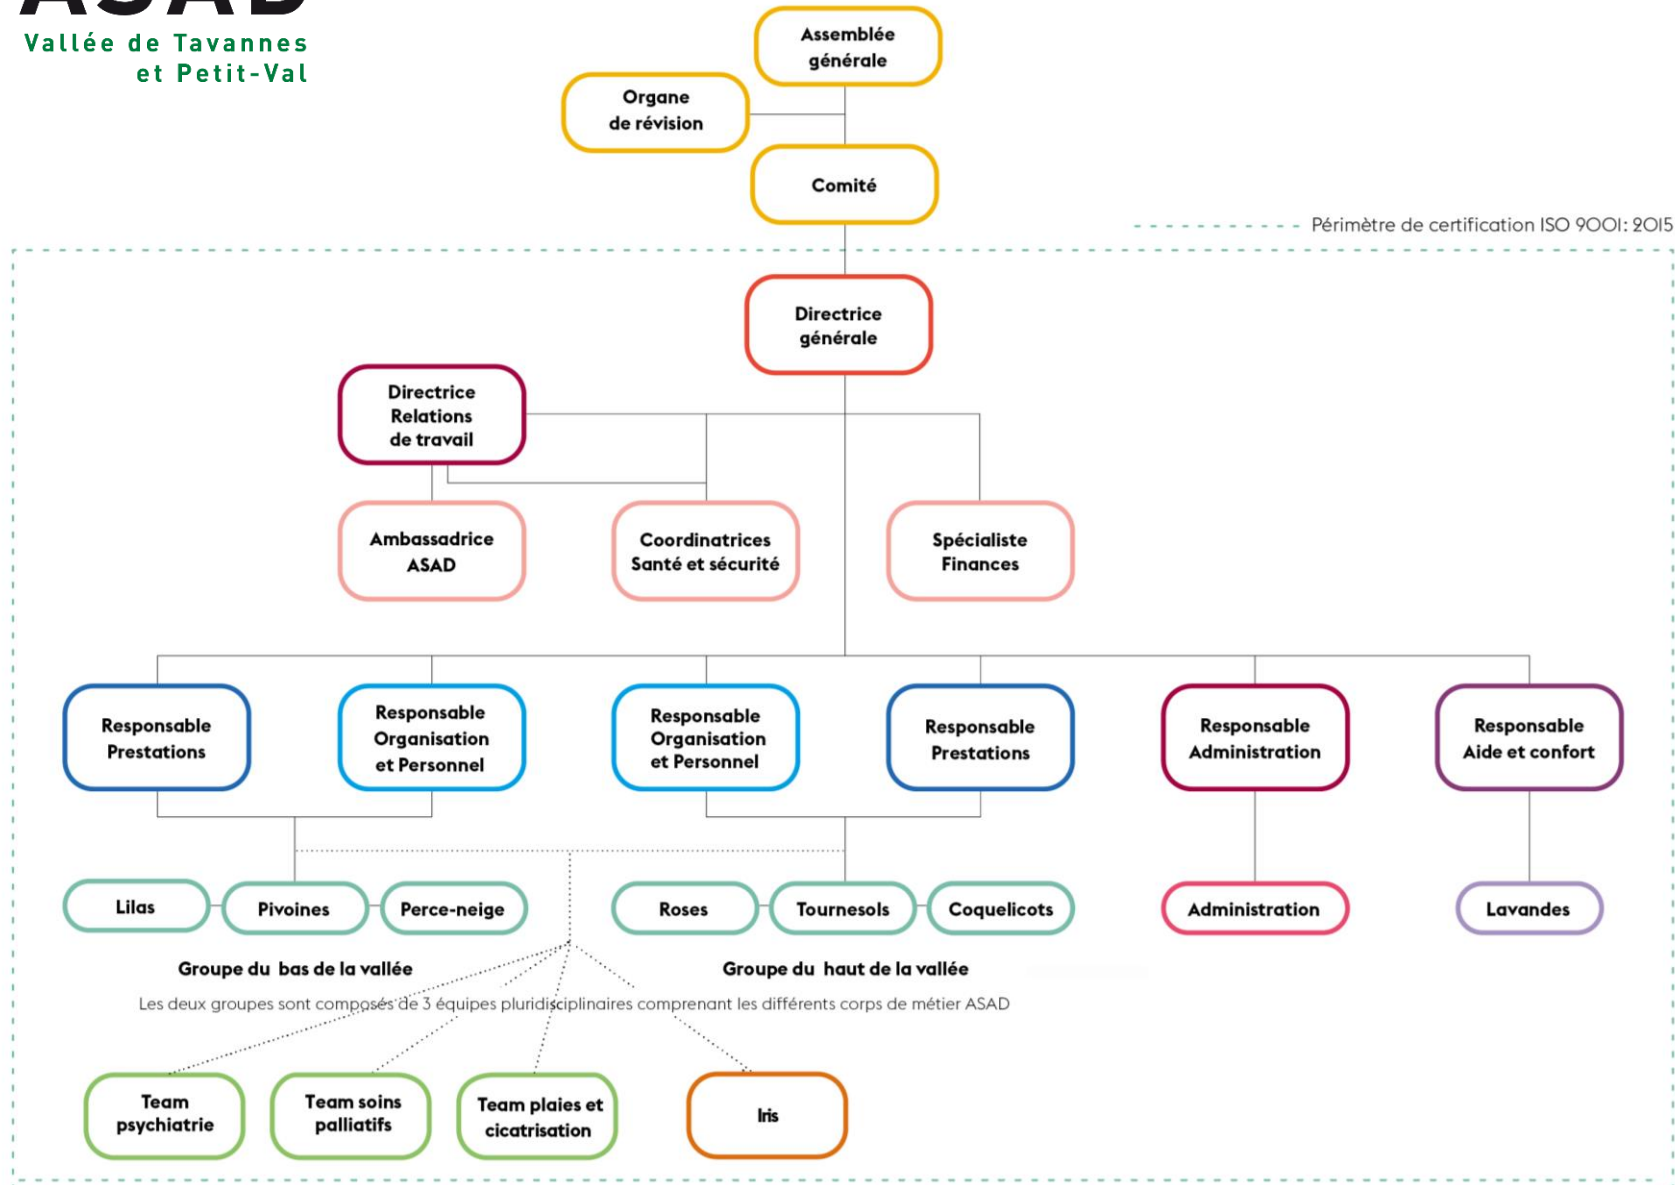 ASAD
Vallée de Tavannes
et Petit-Val
Assemblée
générale
Organe
de révision
Comité
Périmètre de certification ISO 9001: 2015
Directrice
générale
Directrice
Relations
de travail
Ambassadrice
ASAD
Coordinatrices
Santé et sécurité
Spécialiste
Finances
Responsable
Prestations
Responsable
Organisation
et Personnel
Responsable
Organisation
et Personnel
Responsable
Prestations
Responsable
Administration
Responsable
Aide et confort
Lilas
Pivoines
Perce-neige
Roses
Tournesols
Coquelicots
Administration
Lavandes
Groupe du bas de la vallée
Groupe du haut de la vallée
Les deux groupes sont composés de 3 équipes pluridisciplinaires comprenant les différents corps de métier ASAD
Team
psychiatrie
Team soins
palliatifs
Team plaies et
cicatrisation
Iris